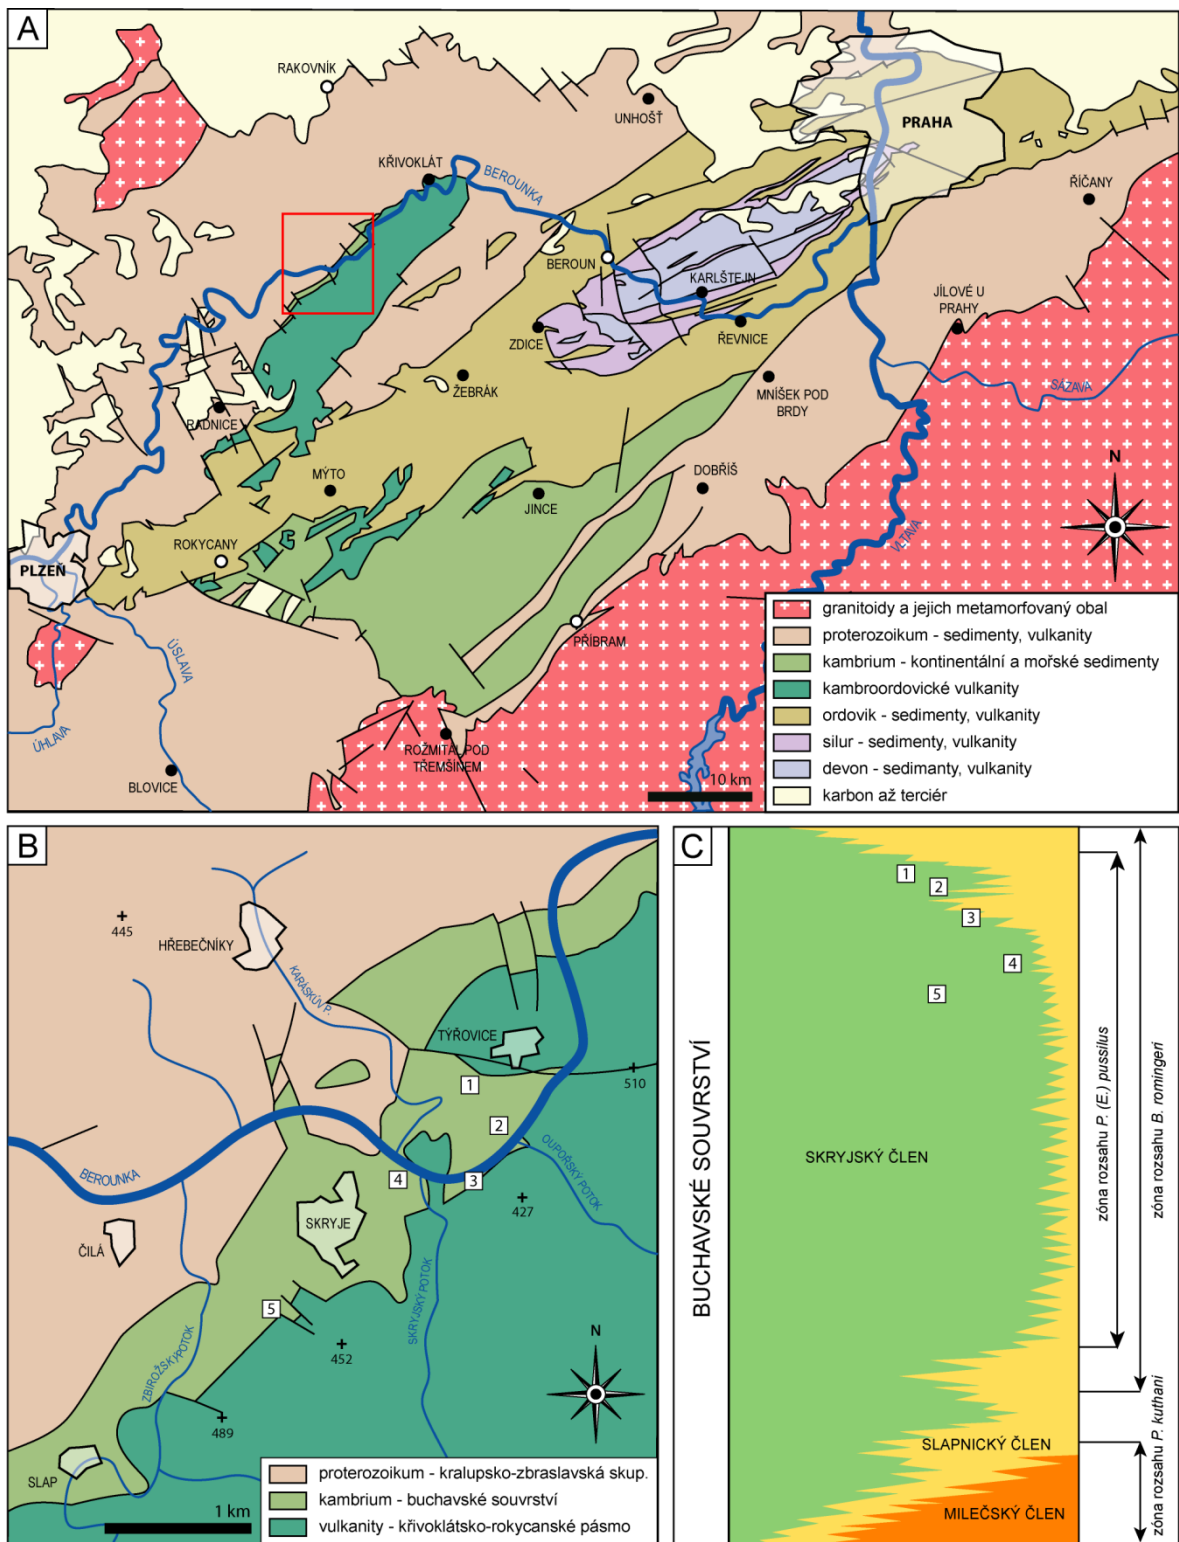 A
RAKOVNÍK
UNHOŠŤ
PRAHA
KŘIVOKLÁT
BEROUNKA
ŘÍČANY
BEROUN
KARLŠTEJN
JÍLOVÉ U
PRAHY
ZDICE
ŘEVNICE
SÁZAVA
ŽEBRÁK
MNÍŠEK POD
BRDY
RADNICE
MÝTO
JINCE
DOBŘÍŠ
N
VLTAVA
ROKYCANY
PLZEŇ
PŘÍBRAM
ÚSLAVA
ÚHLAVA
ROŽMITÁL POD
TŘEMŠÍNEM
BLOVICE
10 km
granitoidy a jejich metamorfovaný obal
proterozoikum - sedimenty, vulkanity
kambrium - kontinentální a mořské sedimenty
kambroordovické vulkanity
ordovik - sedimenty, vulkanity
silur - sedimenty, vulkanity
devon - sedimanty, vulkanity
karbon až terciér
B
445
HŘEBEČNÍKY
KARÁSKŮV P.
TÝŘOVICE
510
1
2
OUPOŘSKÝ POTOK
BEROUNKA
4
3
427
SKRYJE
ČILÁ
SKRYJSKÝ POTOK
5
452
N
ZBIROŽSKÝ POTOK
489
SLAP
1 km
proterozoikum - kralupsko-zbraslavská skup.
kambrium - buchavské souvrství
vulkanity - křivoklátsko-rokycanské pásmo
C
BUCHAVSKÉ SOUVRSTVÍ
1
2
3
4
5
SKRYJSKÝ ČLEN
SLAPNICKÝ ČLEN
MILEČSKÝ ČLEN
zóna rozsahu P. (E.) pussilus
zóna rozsahu B. romingeri
zóna rozsahu P. kuthani